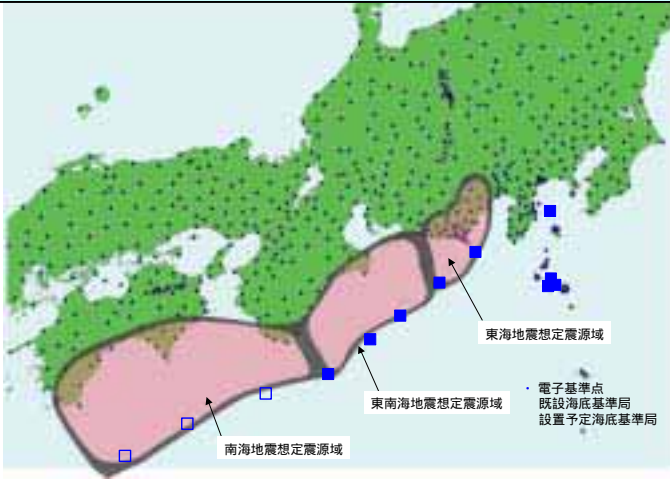 東海地震想定震源域
東南海地震想定震源域
南海地震想定震源域
・ 電子基準点
既設海底基準局
設置予定海底基準局